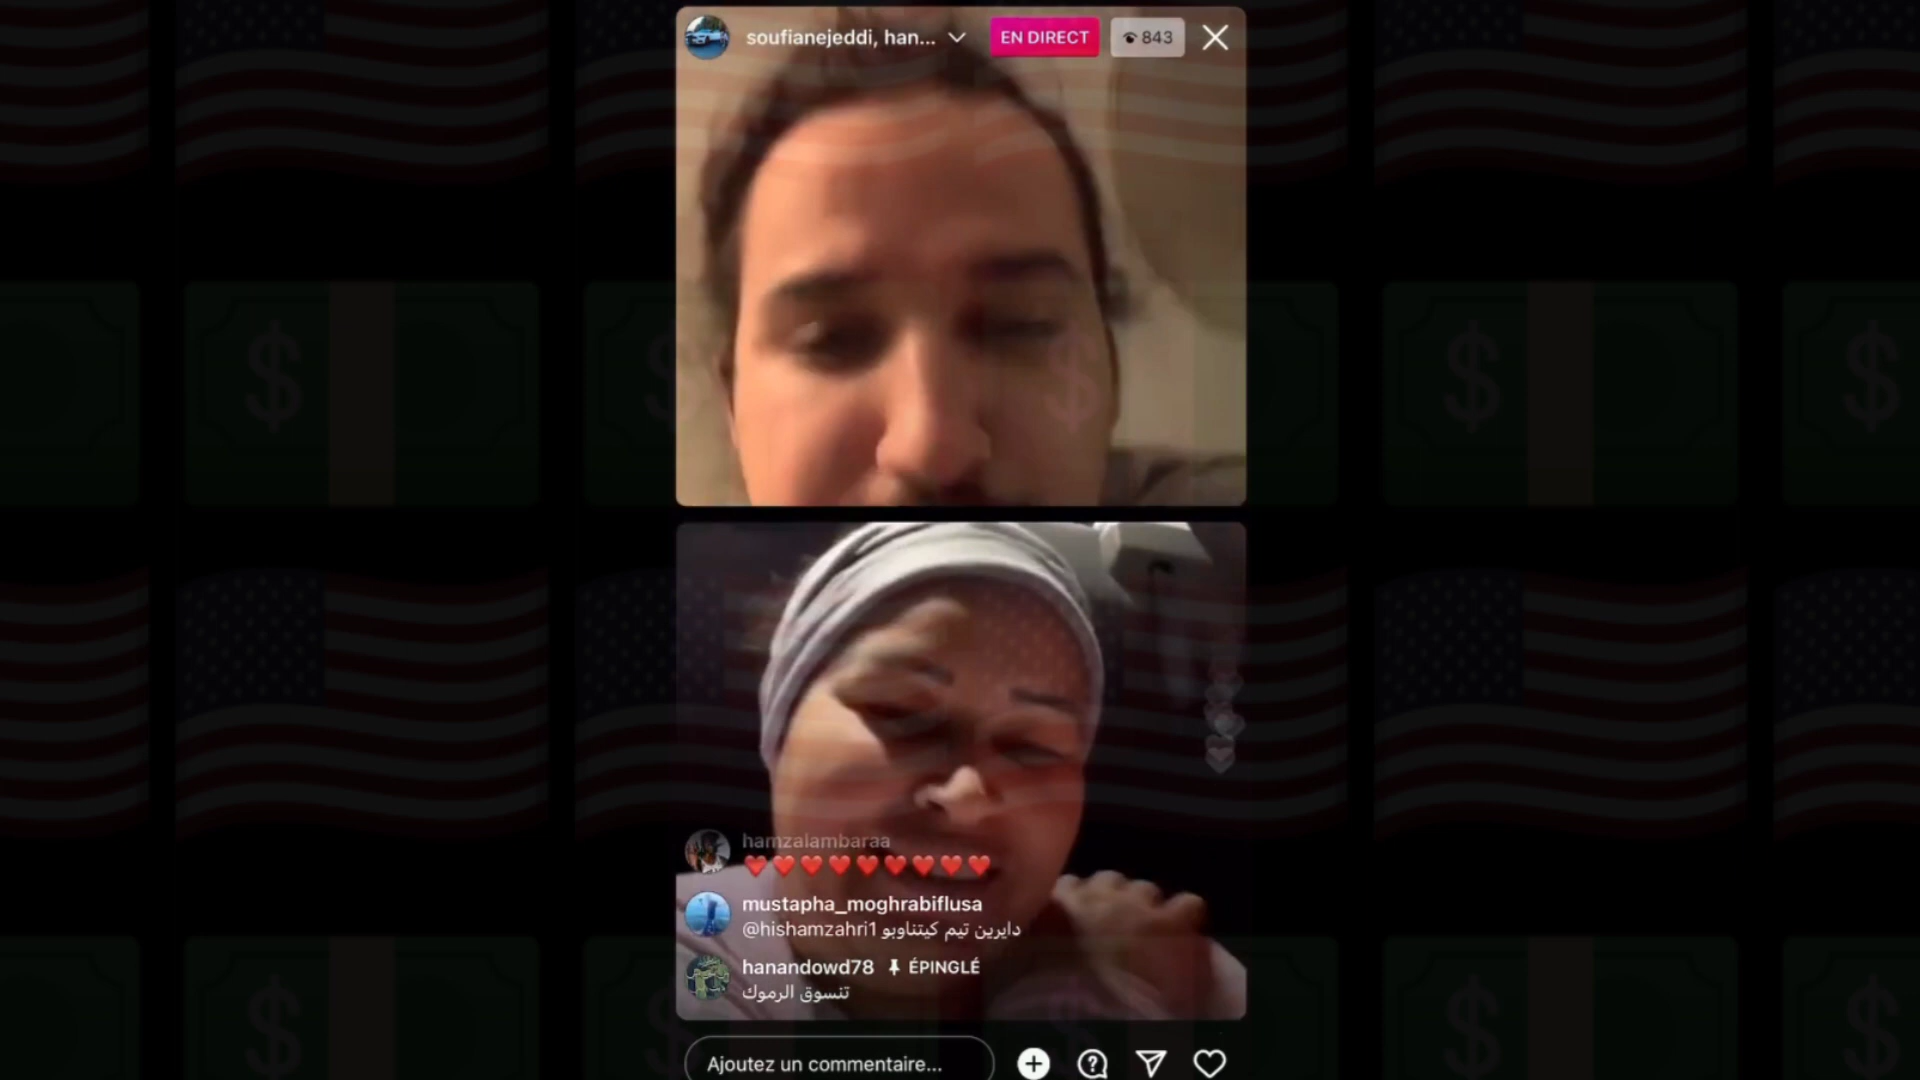 soufianejeddi, han...
EN DIRECT
843
hamzalambaraa
❤️❤️❤️❤️❤️❤️❤️❤️❤️
mustapha_moghrabiflusa
@hishamzahri1 دايرين تيم كيتناوبو
hanandowd78 ÉPINGLÉ
تنسوق الرموك
Ajoutez un commentaire...